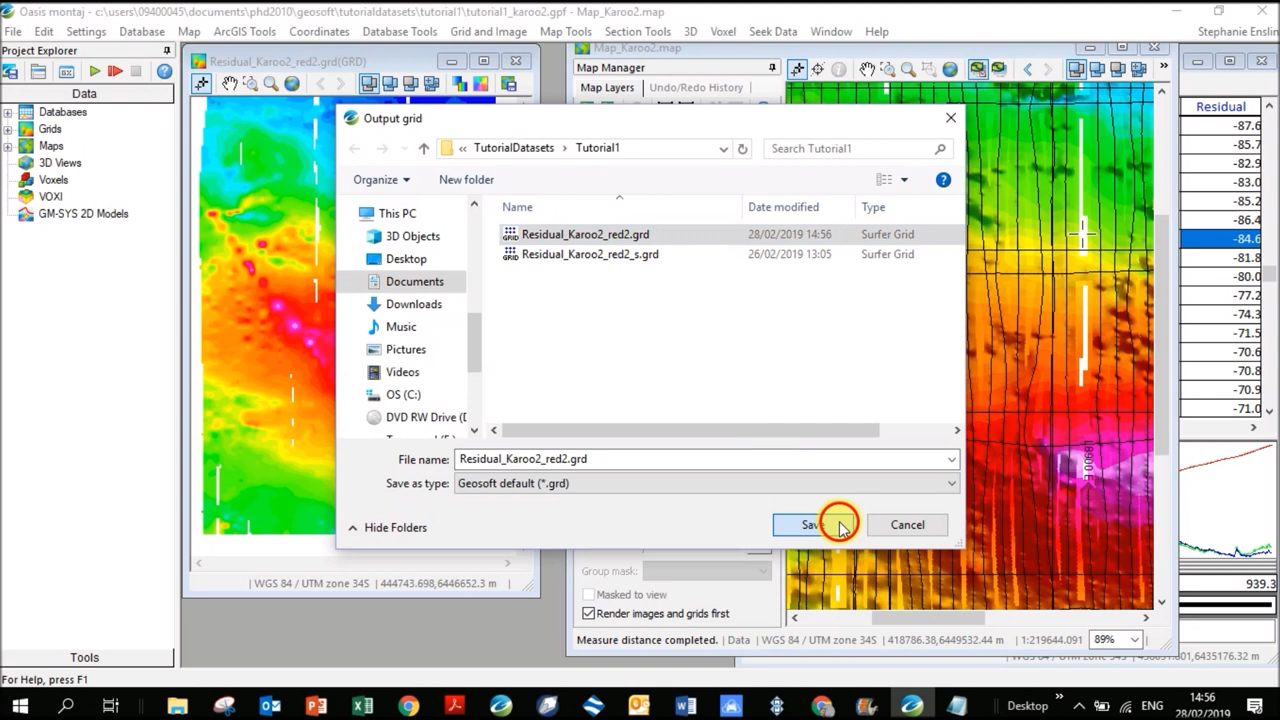 Oasis montaj - c:\users\09400045\documents\phd2010\geosoft\tutorialdatasets\tutorial1\tutorial1_karoo2.gpf - Map_Karoo2.map
File Edit Settings Database Map ArcGIS Tools Coordinates Database Tools Grid and Image Map Tools Section Tools 3D Voxel Seek Data Window Help Stephanie Enslin
Project Explorer
Data
Databases
Grids
Maps
3D Views
Voxels
VOXI
GM-SYS 2D Models
Tools
Residual_Karoo2_red2.grd(GRD)
WGS 84 / UTM zone 34S 444743.698,6446652.3 m
Map_Karoo2.map
Map Manager
Map Layers Undo/Redo History
Output grid
TutorialDatasets Tutorial1
Search Tutorial1
Organize New folder
This PC
3D Objects
Desktop
Documents
Downloads
Music
Pictures
Videos
OS (C:)
DVD RW Drive (D
Name Date modified Type
Residual_Karoo2_red2.grd 28/02/2019 14:56 Surfer Grid
Residual_Karoo2_red2_s.grd 26/02/2019 13:05 Surfer Grid
File name: Residual_Karoo2_red2.grd
Save as type: Geosoft default (*.grd)
Hide Folders
Save Cancel
Group mask:
Masked to view
Render images and grids first
Measure distance completed. Data WGS 84 / UTM zone 34S 418786.38,6449532.44 m 1:219644.091 89%
Residual
-87.6
-85.7
-82.9
-83.0
-85.2
-86.4
-84.6
-81.8
-80.0
-77.2
-74.3
-71.5
-70.6
-70.8
-70.9
-71.0
939.3
,6435176.32 m
For Help, press F1
Desktop
ENG
14:56
28/02/2019